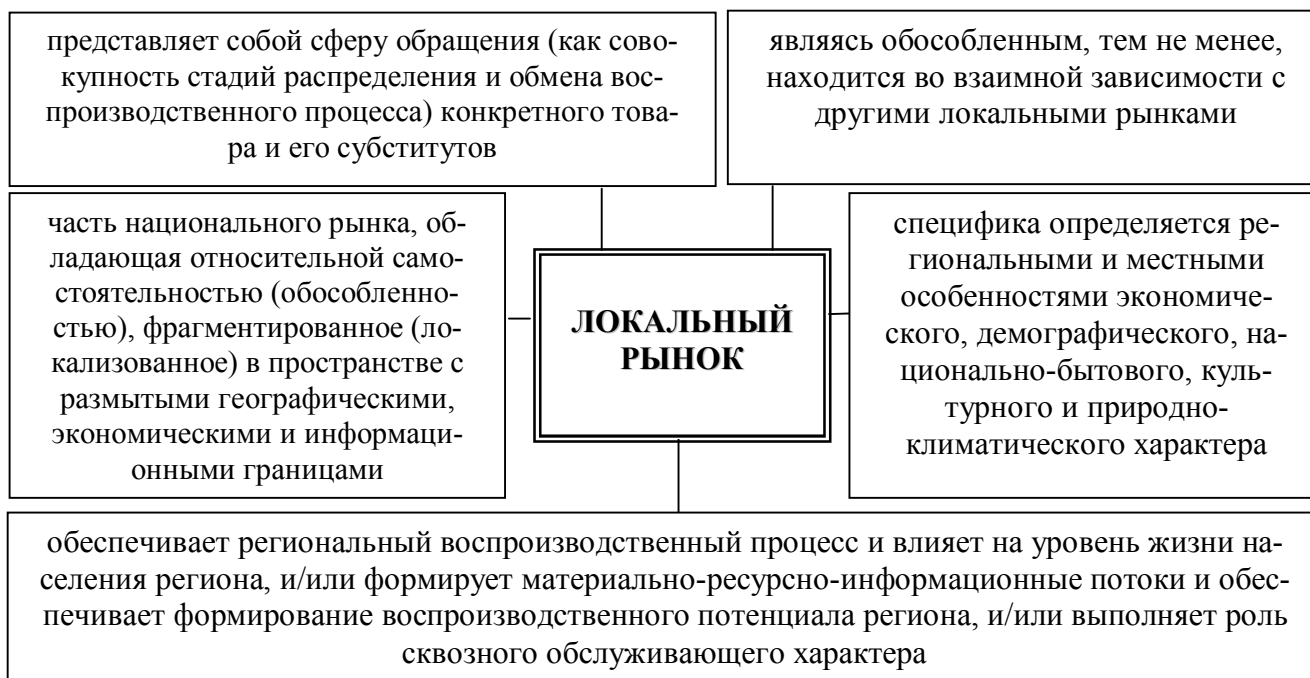 представляет собой сферу обращения (как сово-
купность стадий распределения и обмена вос-
производственного процесса) конкретного това-
ра и его субститутов
являясь обособленным, тем не менее,
находится во взаимной зависимости с
другими локальными рынками
часть национального рынка, об-
ладающая относительной само-
стоятельностью (обособленно-
стью), фрагментированное (ло-
кализованное) в пространстве с
размытыми географическими,
экономическими и информаци-
онными границами
ЛОКАЛЬНЫЙ
РЫНОК
специфика определяется ре-
гиональными и местными
особенностями экономиче-
ского, демографического, на-
ционально-бытового, куль-
турного и природно-
климатического характера
обеспечивает региональный воспроизводственный процесс и влияет на уровень жизни на-
селения региона, и/или формирует материально-ресурсно-информационные потоки и обес-
печивает формирование воспроизводственного потенциала региона, и/или выполняет роль
сквозного обслуживающего характера